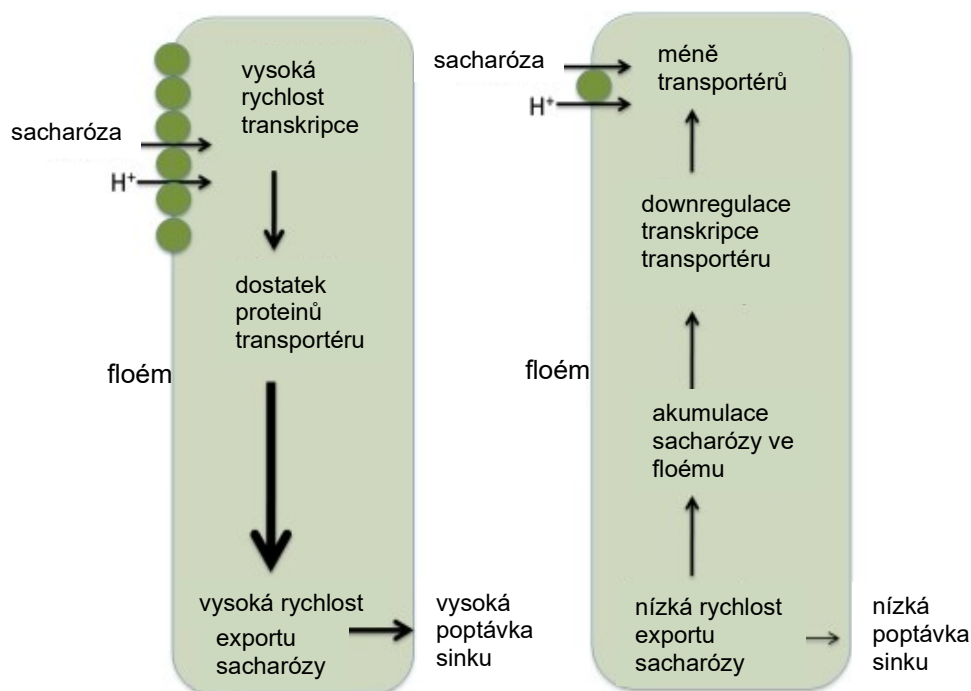 vysoká
rychlost
transkripce
sacharóza
H⁺
dostatek
proteinů
transportéru
floém
vysoká rychlost
exportu
sacharózy
vysoká
poptávka
sinku
sacharóza
H⁺
méně
transportérů
downregulace
transkripce
transportéru
floém
akumulace
sacharózy ve
floému
nízká rychlost
exportu
sacharózy
nízká
poptávka
sinku